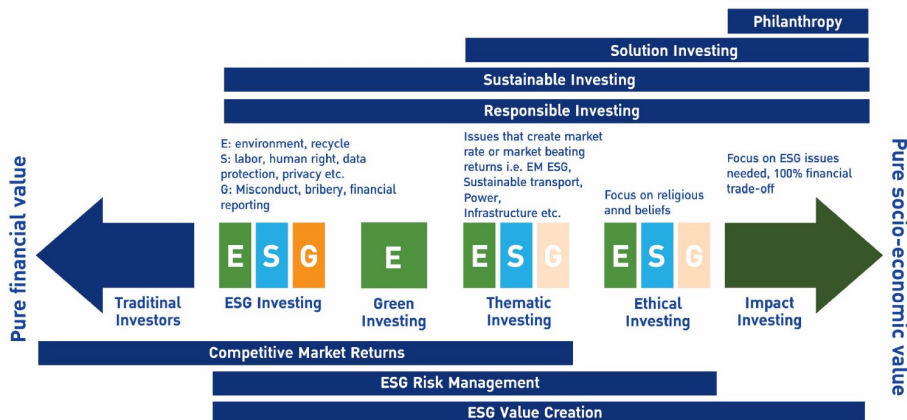 Philanthropy
Solution Investing
Sustainable Investing
Responsible Investing
Pure financial value
E: environment, recycle
S: labor, human right, data
protection, privacy etc.
G: Misconduct, bribery, financial
reporting
Issues that create market
rate or market beating
returns i.e. EM ESG,
Sustainable transport,
Power,
Infrastructure etc.
Focus on religious
annd beliefs
Focus on ESG issues
needed, 100% financial
trade-off
Pure socio-economic value
E S G
E
E S G
E S G
Traditinal
Investors
ESG Investing
Green
Investing
Thematic
Investing
Ethical
Investing
Impact
Investing
Competitive Market Returns
ESG Risk Management
ESG Value Creation